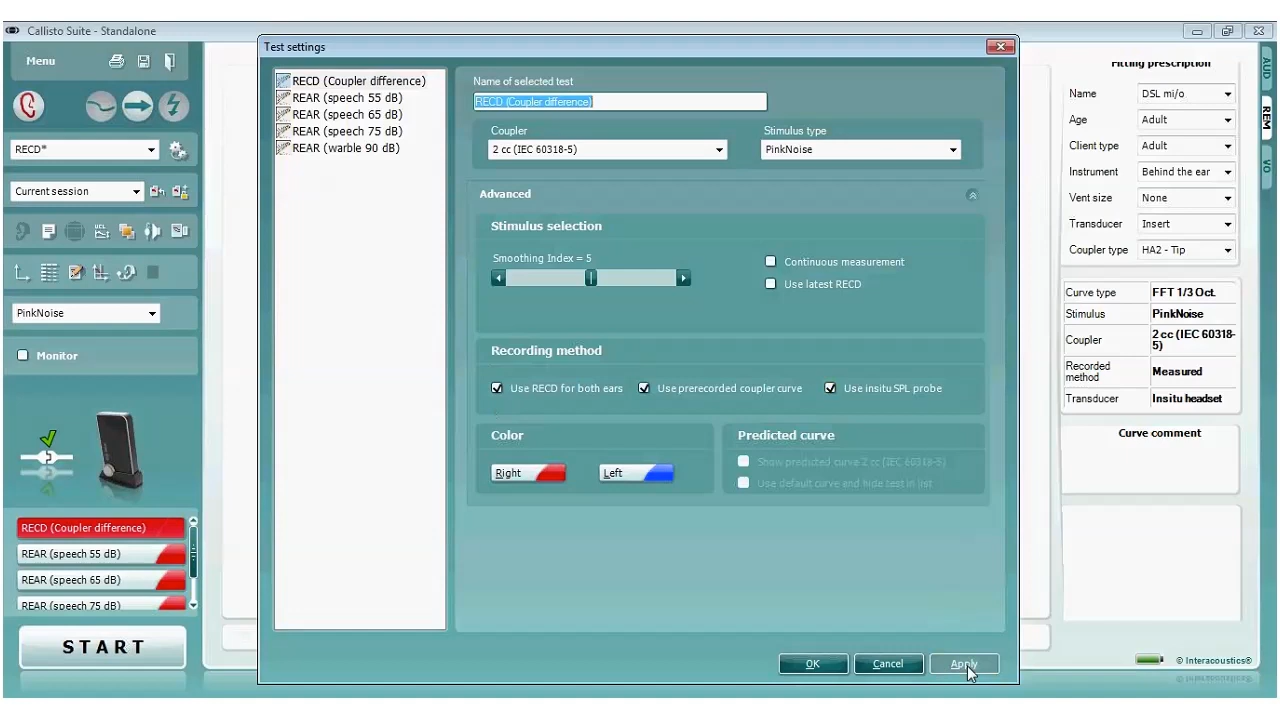 Callisto Suite - Standalone
Menu
RECD*
Current session
PinkNoise
Monitor
RECD (Coupler difference)
REAR (speech 55 dB)
REAR (speech 65 dB)
REAR (speech 75 dB)
START
Test settings
RECD (Coupler difference)
REAR (speech 55 dB)
REAR (speech 65 dB)
REAR (speech 75 dB)
REAR (warble 90 dB)
Name of selected test
RECD (Coupler difference)
Coupler
Stimulus type
2 cc (IEC 60318-5)
PinkNoise
Advanced
Stimulus selection
Smoothing Index = 5
Continuous measurement
Use latest RECD
Recording method
Use RECD for both ears
Use prerecorded coupler curve
Use insitu SPL probe
Color
Right
Left
Predicted curve
Show predicted curve 2 cc (IEC 60318-5)
Use default curve and hide test in list
OK
Cancel
Apply
Fitting prescription
Name DSL mi/o
Age Adult
Client type Adult
Instrument Behind the ear
Vent size None
Transducer Insert
Coupler type HA2 - Tip
Curve type FFT 1/3 Oct.
Stimulus PinkNoise
Coupler 2 cc (IEC 60318-
5)
Recorded
method Measured
Transducer Insitu headset
Curve comment
© Interacoustics®
AUD
REM
VO